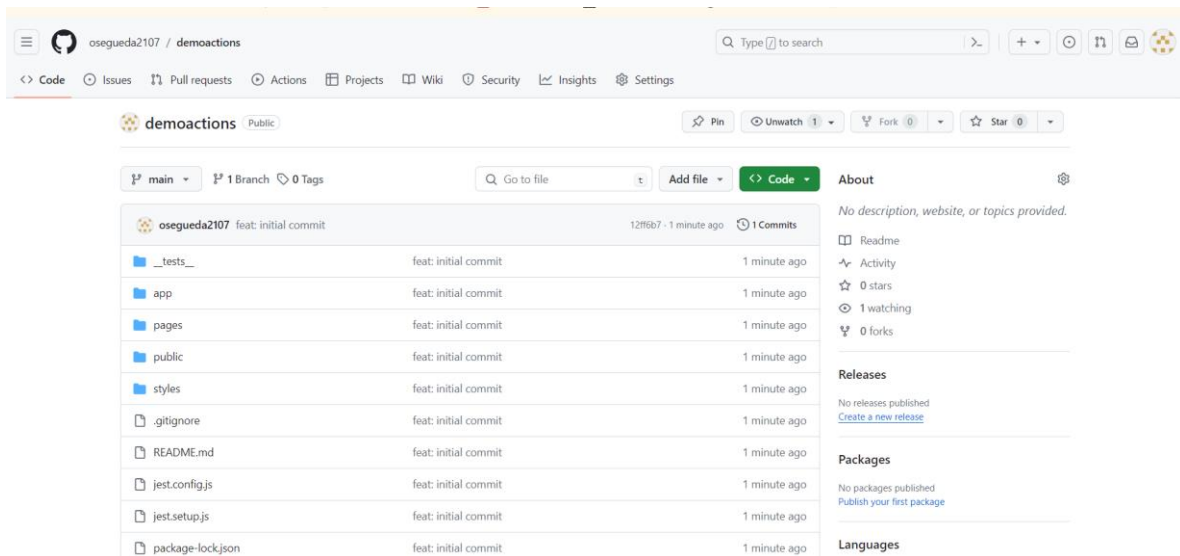 osegueda2107 / demoactions
Type / to search
Code Issues Pull requests Actions Projects Wiki Security Insights Settings
demoactions Public
Pin Unwatch 1 Fork 0 Star 0
main 1 Branch 0 Tags Go to file t Add file Code
osegueda2107 feat: initial commit 12ff6b7 · 1 minute ago 1 Commits
__tests__ feat: initial commit 1 minute ago
app feat: initial commit 1 minute ago
pages feat: initial commit 1 minute ago
public feat: initial commit 1 minute ago
styles feat: initial commit 1 minute ago
.gitignore feat: initial commit 1 minute ago
README.md feat: initial commit 1 minute ago
jest.config.js feat: initial commit 1 minute ago
jest.setup.js feat: initial commit 1 minute ago
package-lock.json feat: initial commit 1 minute ago
About
No description, website, or topics provided.
Readme
Activity
0 stars
1 watching
0 forks
Releases
No releases published
Create a new release
Packages
No packages published
Publish your first package
Languages